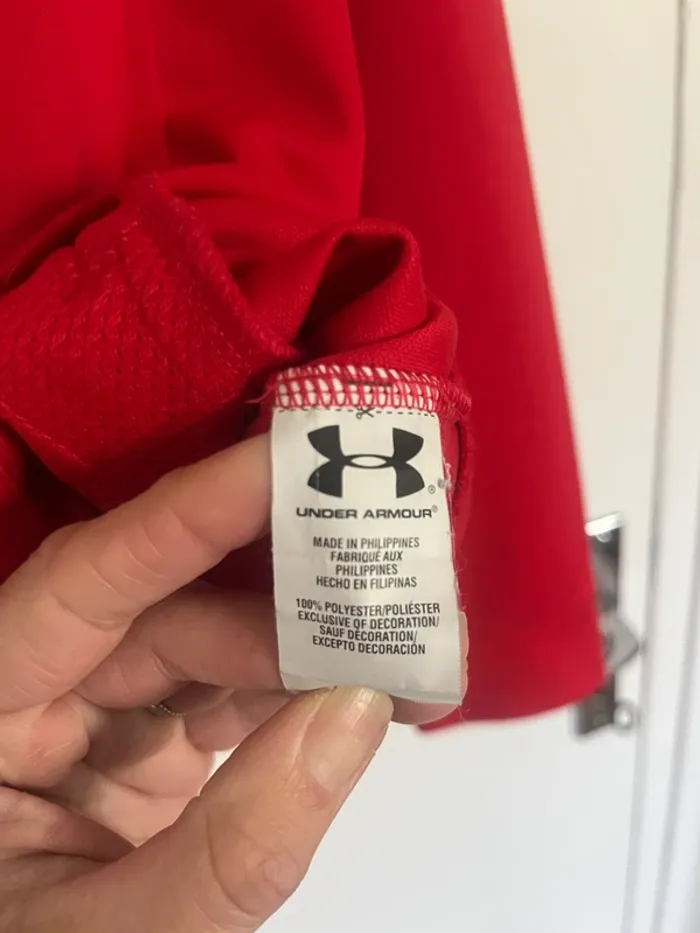 UNDER ARMOUR®
MADE IN PHILIPPINES
FABRIQUÉ AUX
PHILIPPINES
HECHO EN FILIPINAS
100% POLYESTER/POLIÉSTER
EXCLUSIVE OF DECORATION/
SAUF DÉCORATION/
EXCEPTO DECORACIÓN